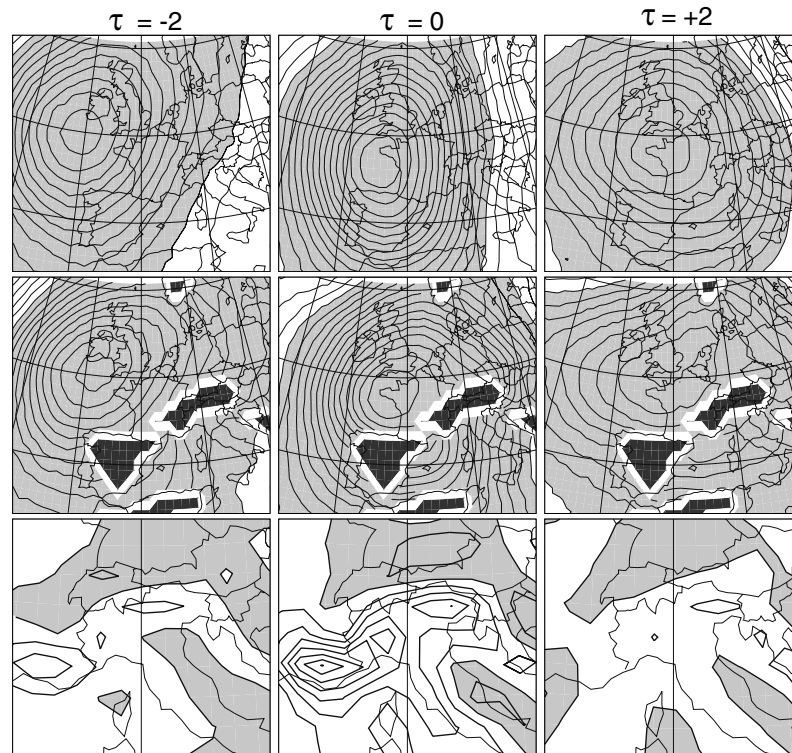 τ = -2
τ = 0
τ = +2